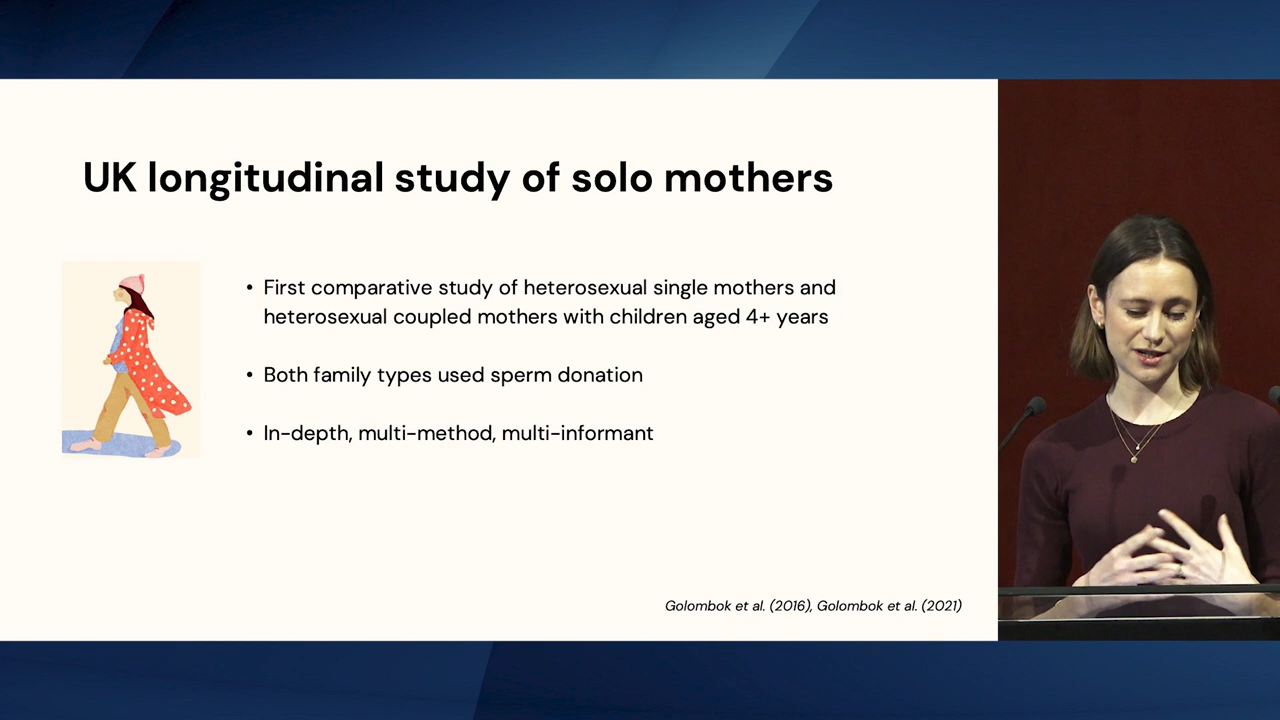 UK longitudinal study of solo mothers
• First comparative study of heterosexual single mothers and
heterosexual coupled mothers with children aged 4+ years
• Both family types used sperm donation
• In-depth, multi-method, multi-informant
Golombok et al. (2016), Golombok et al. (2021)